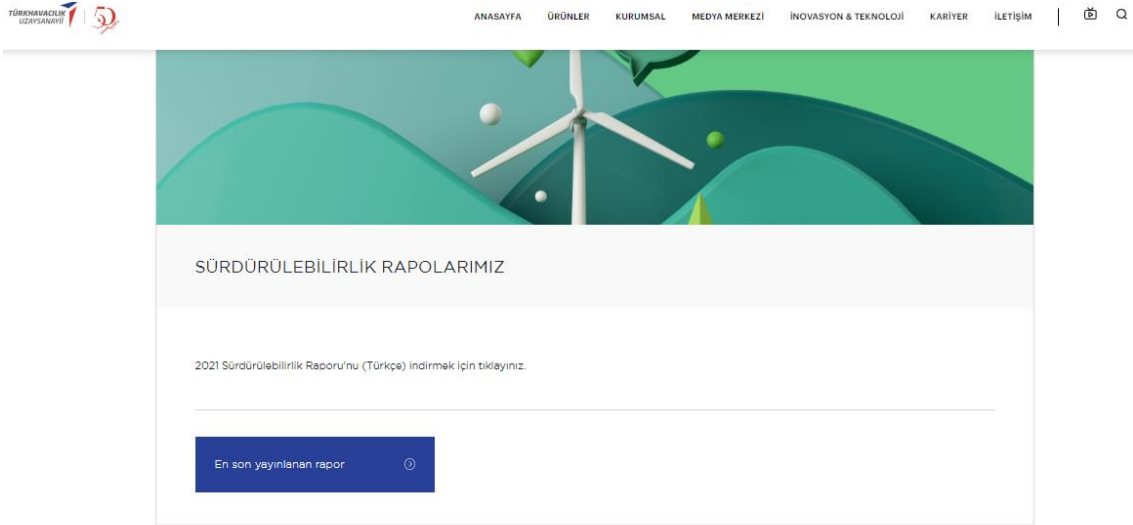 TÜRKHAVACILIK
UZAYSANAYİİ
50
ANASAYFA ÜRÜNLER KURUMSAL MEDYA MERKEZİ İNOVASYON & TEKNOLOJİ KARİYER İLETİŞİM
SÜRDÜRÜLEBİLİRLİK RAPOLARIMIZ
2021 Sürdürülebilirlik Raporu'nu (Türkçe) indirmek için tıklayınız.
En son yayınlanan rapor